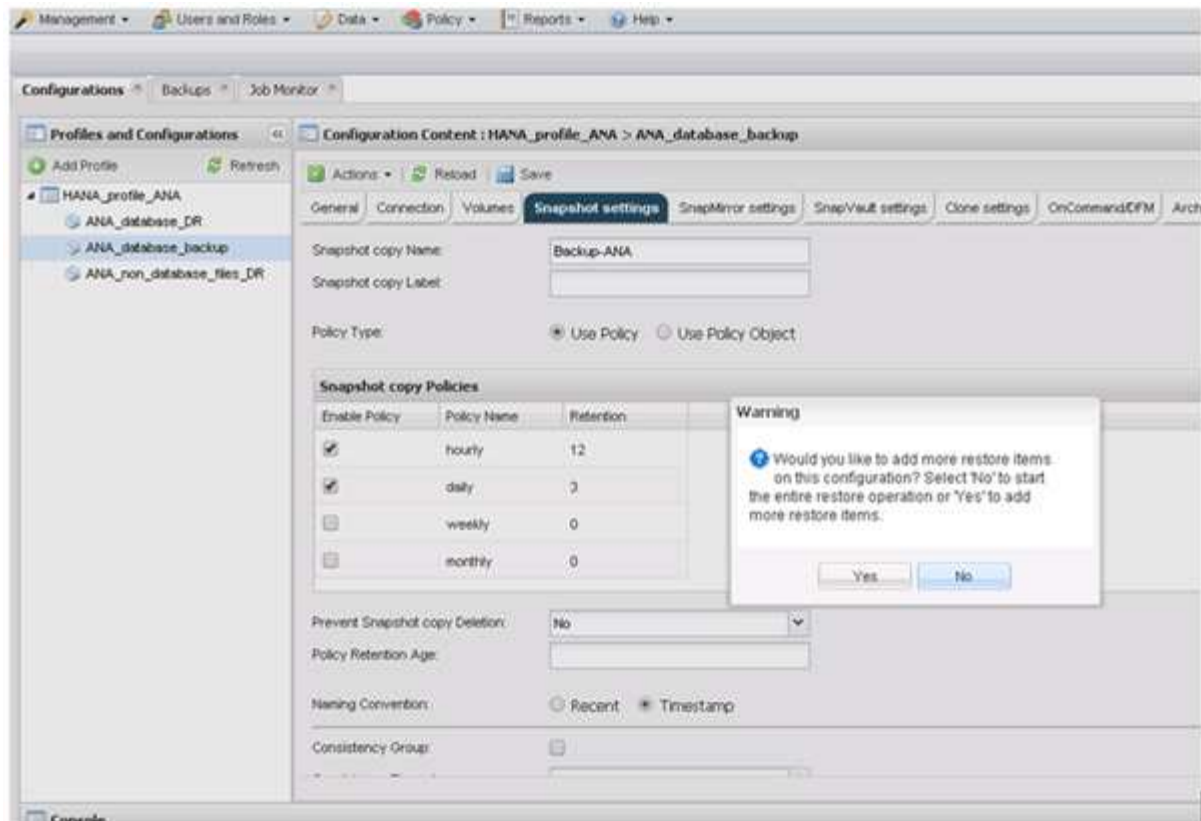 Management Users and Roles Data Policy Reports Help
Configurations Backups Job Monitor
Profiles and Configurations
Add Profile Refresh
HANA_profile_ANA
ANA_database_DR
ANA_database_backup
ANA_non_database_files_DR
Configuration Content : HANA_profile_ANA > ANA_database_backup
Actions Reload Save
General Connection Volumes Snapshot settings SnapMirror settings SnapVault settings Clone settings OnCommand/DFM Arch
Snapshot copy Name: Backup-ANA
Snapshot copy Label:
Policy Type: Use Policy Use Policy Object
Snapshot copy Policies
Enable Policy Policy Name Retention
hourly 12
daily 3
weekly 0
monthly 0
Prevent Snapshot copy Deletion: No
Policy Retention Age:
Naming Convention: Recent Timestamp
Consistency Group:
Warning
Would you like to add more restore items
on this configuration? Select 'No' to start
the entire restore operation or 'Yes' to add
more restore items.
Yes No
Console